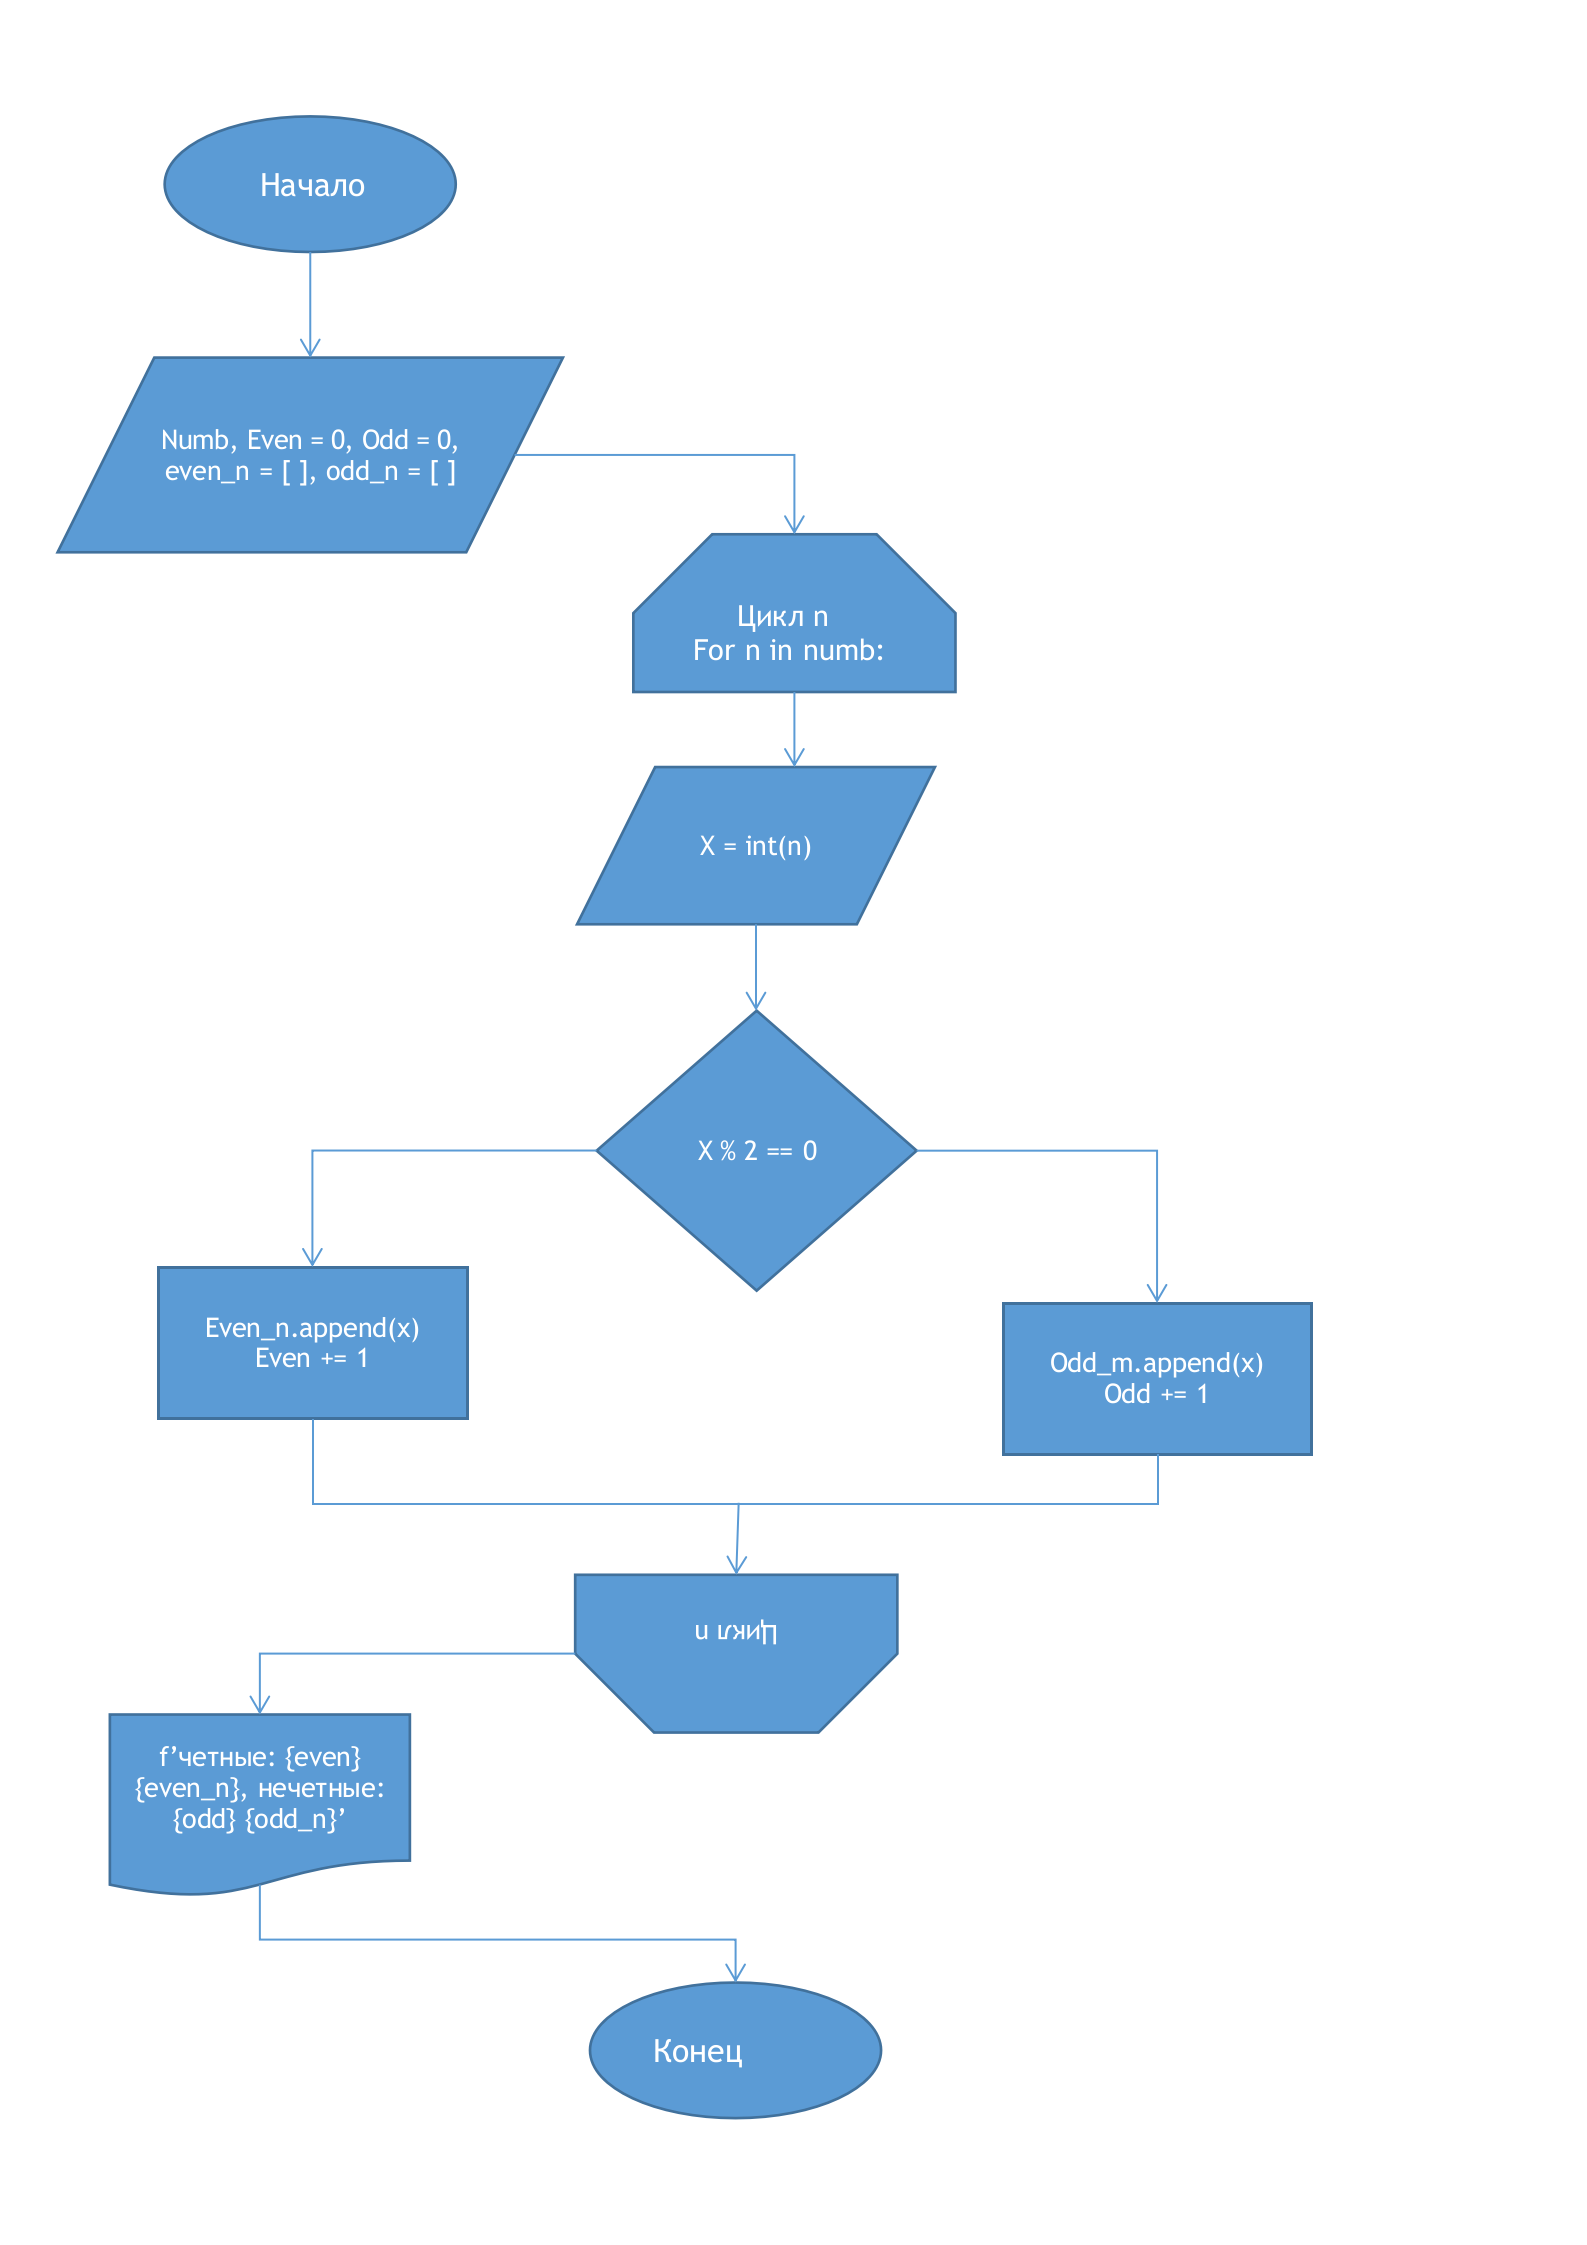 Начало
Numb, Even = 0, Odd = 0,
even_n = [ ], odd_n = [ ]
Цикл n
For n in numb:
X = int(n)
X % 2 == 0
Even_n.append(x)
Even += 1
Odd_m.append(x)
Odd += 1
Цикл n
f’четные: {even}
{even_n}, нечетные:
{odd} {odd_n}’
Конец